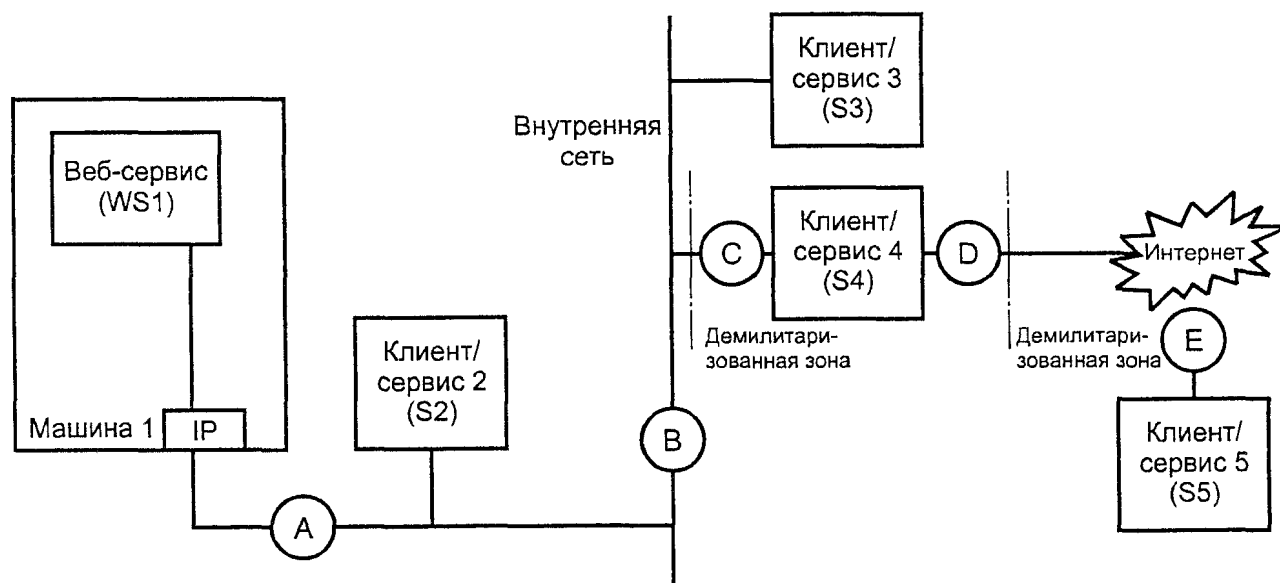 Клиент/
сервис 3
(S3)
Внутренняя
сеть
Веб-сервис
(WS1)
Клиент/
сервис 4
(S4)
C
D
Интернет
Демилитари-
зованная зона
Демилитари-
зованная зона
E
Клиент/
сервис 2
(S2)
Машина 1
IP
B
Клиент/
сервис 5
(S5)
A